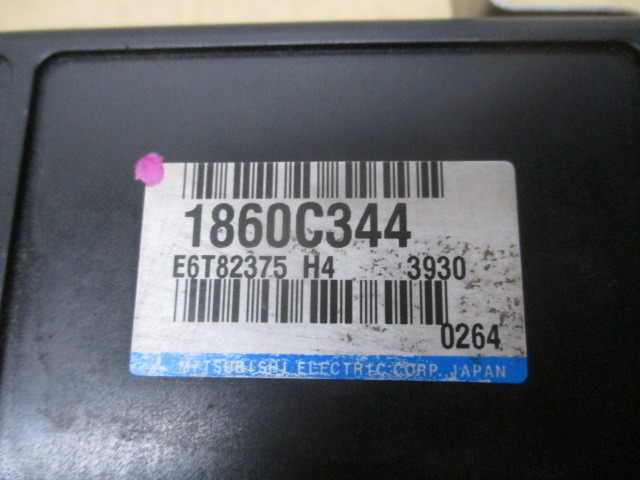 1860C344
E6T82375 H4 3930
0264
MITSUBISHI ELECTRIC CORP. JAPAN